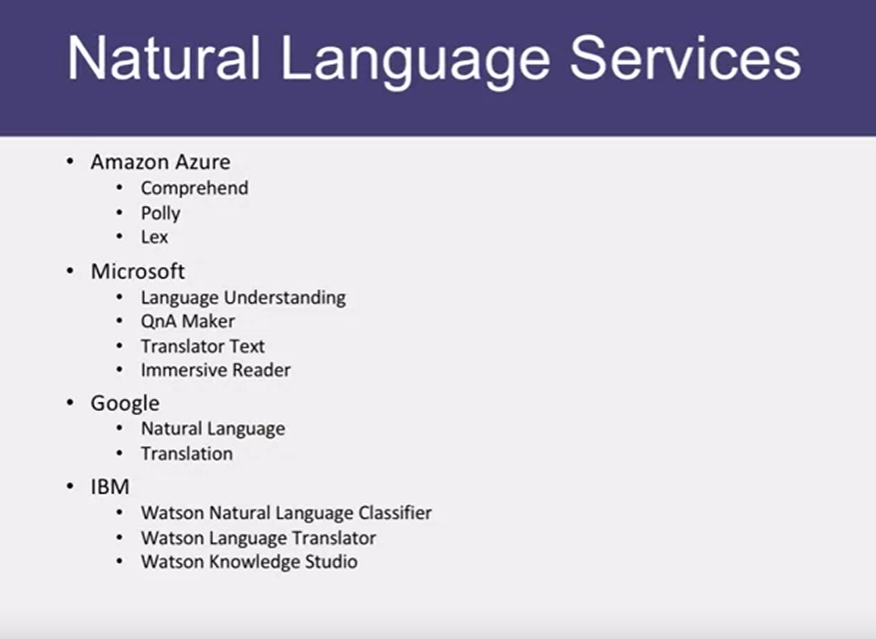 Natural Language Services
• Amazon Azure
• Comprehend
• Polly
• Lex
• Microsoft
• Language Understanding
• QnA Maker
• Translator Text
• Immersive Reader
• Google
• Natural Language
• Translation
• IBM
• Watson Natural Language Classifier
• Watson Language Translator
• Watson Knowledge Studio